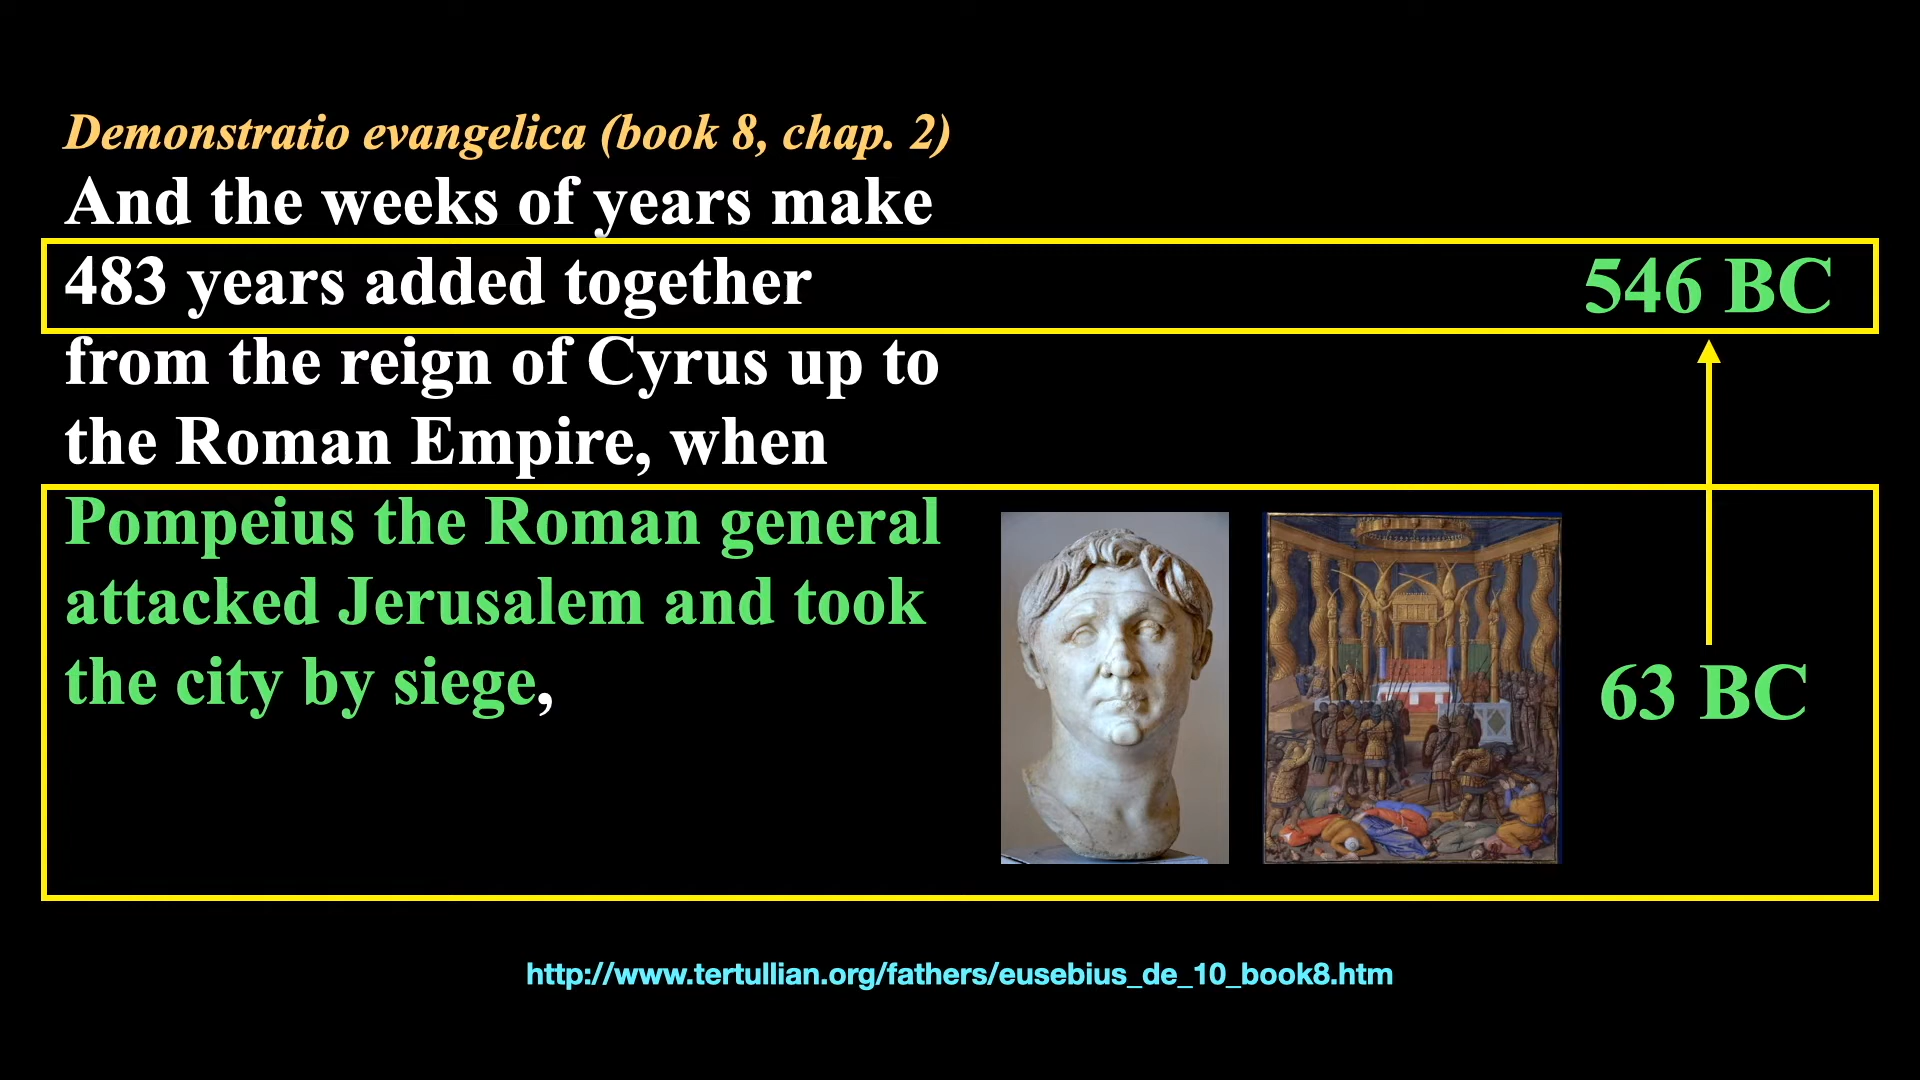 Demonstratio evangelica (book 8, chap. 2)
And the weeks of years make
483 years added together
546 BC
from the reign of Cyrus up to
the Roman Empire, when
Pompeius the Roman general
attacked Jerusalem and took
the city by siege,
63 BC
http://www.tertullian.org/fathers/eusebius_de_10_book8.htm